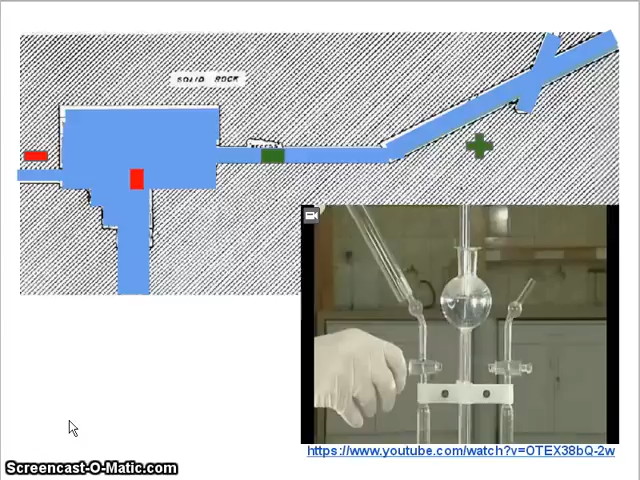 SOLID ROCK
https://www.youtube.com/watch?v=OTEX38bQ-2w
Screencast-O-Matic.com